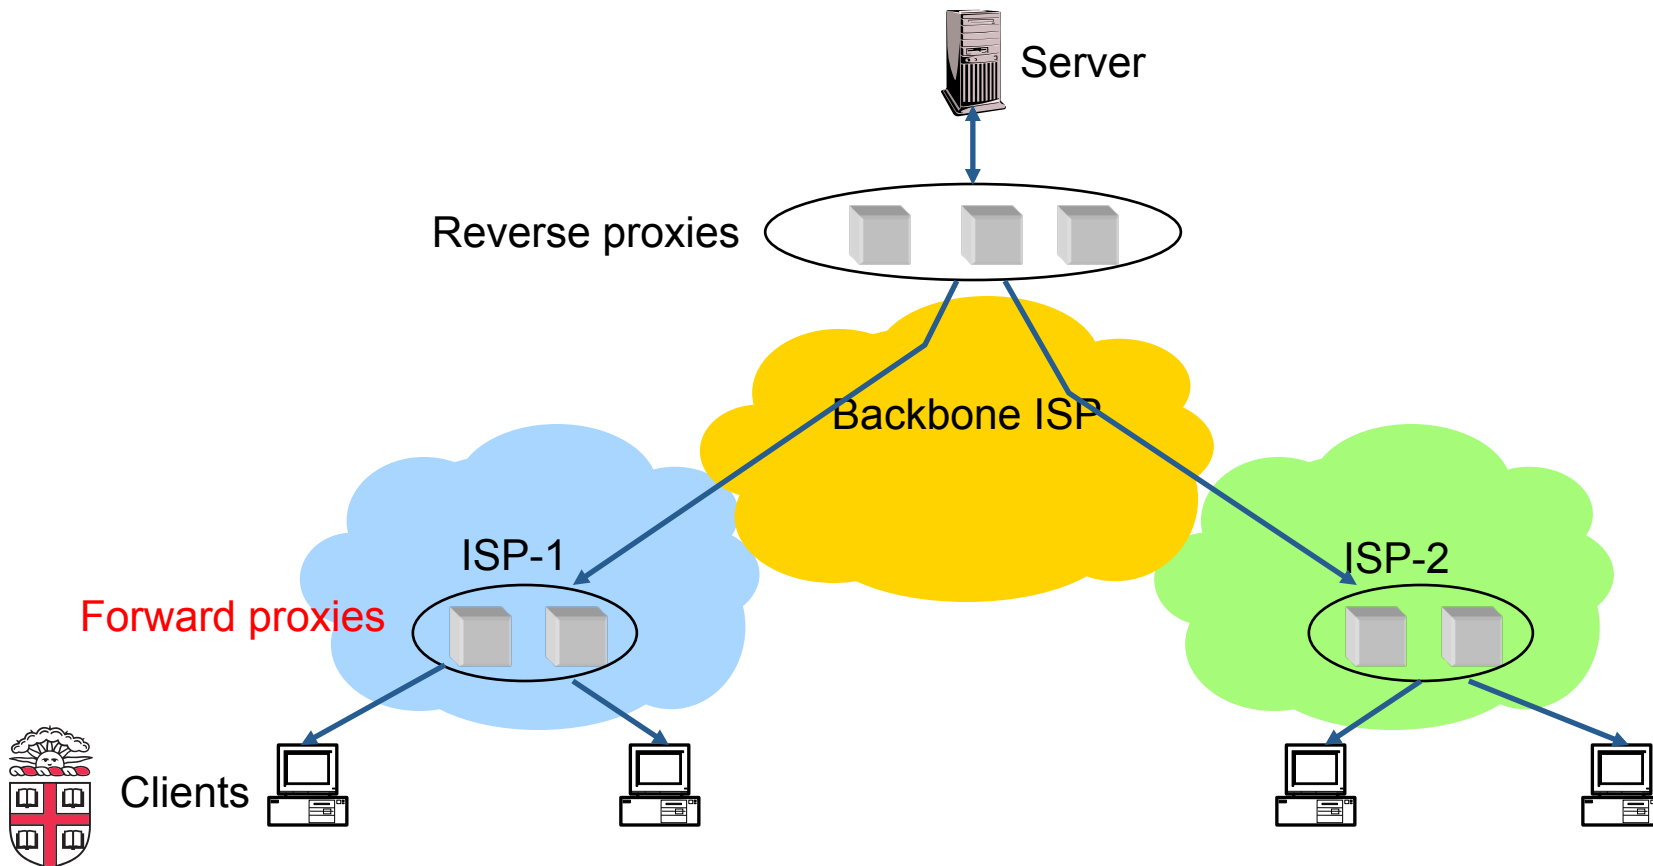 Server
Reverse proxies
Backbone ISP
ISP-1
ISP-2
Forward proxies
Clients